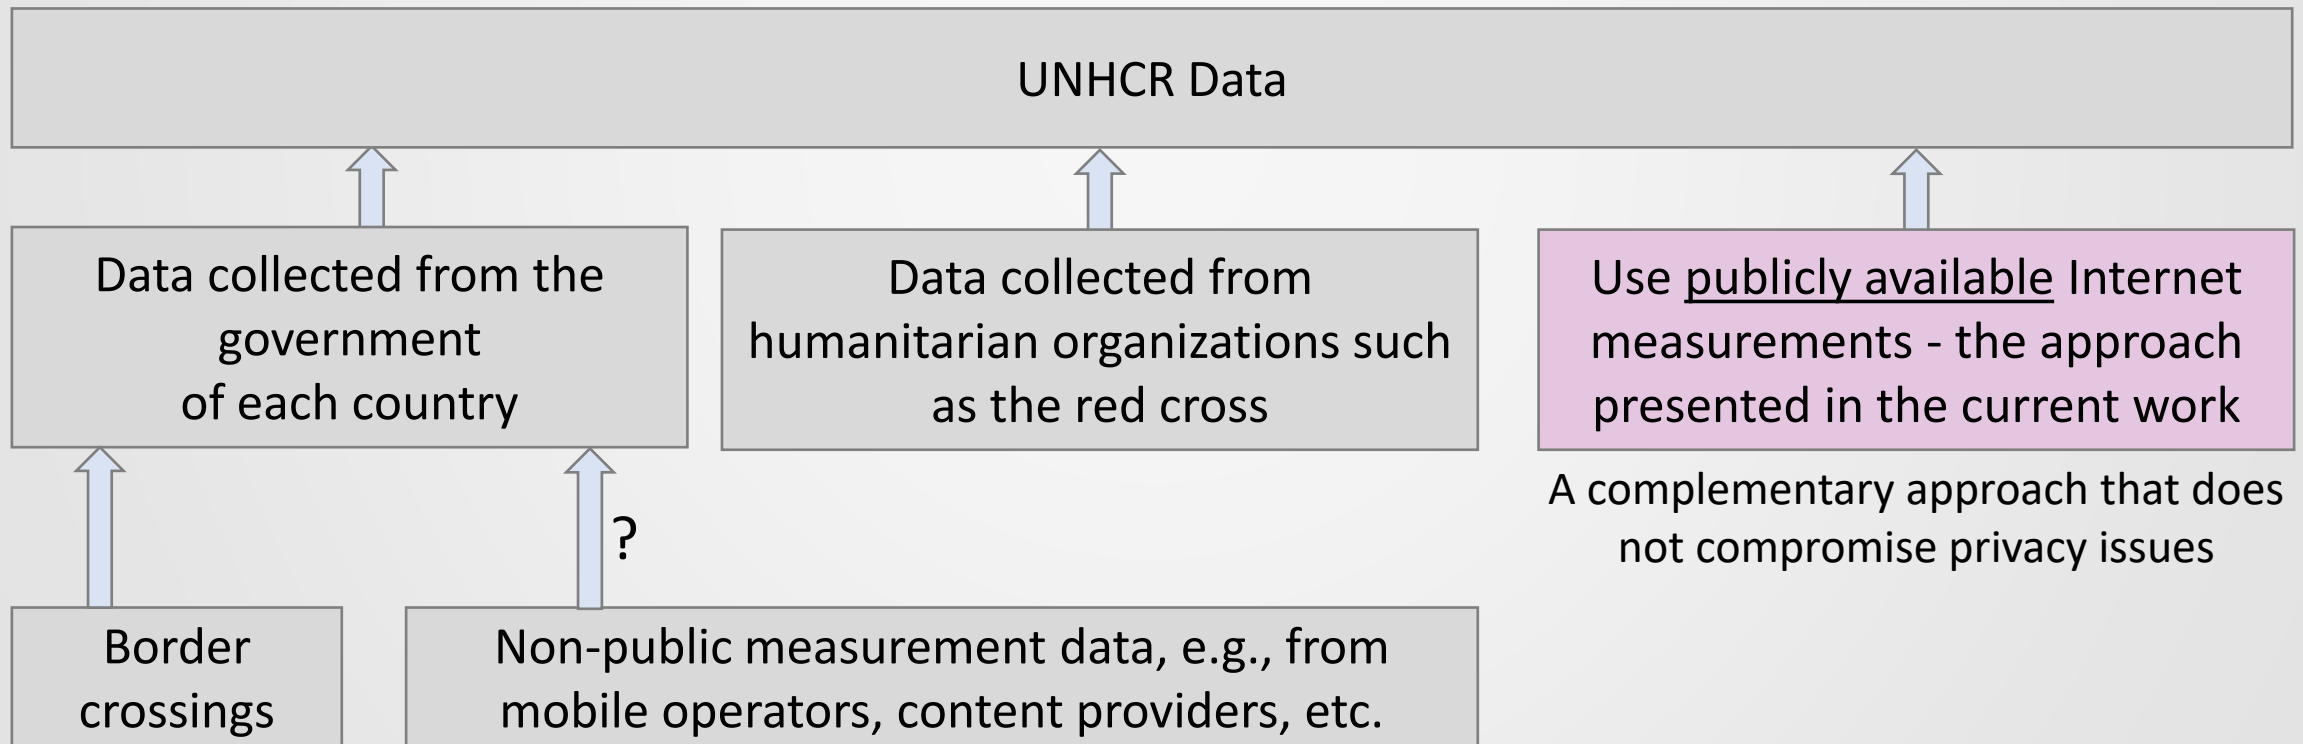 UNHCR Data
Data collected from the
government
of each country
Data collected from
humanitarian organizations such
as the red cross
Use publicly available Internet
measurements - the approach
presented in the current work
A complementary approach that does
not compromise privacy issues
?
Border
crossings
Non-public measurement data, e.g., from
mobile operators, content providers, etc.